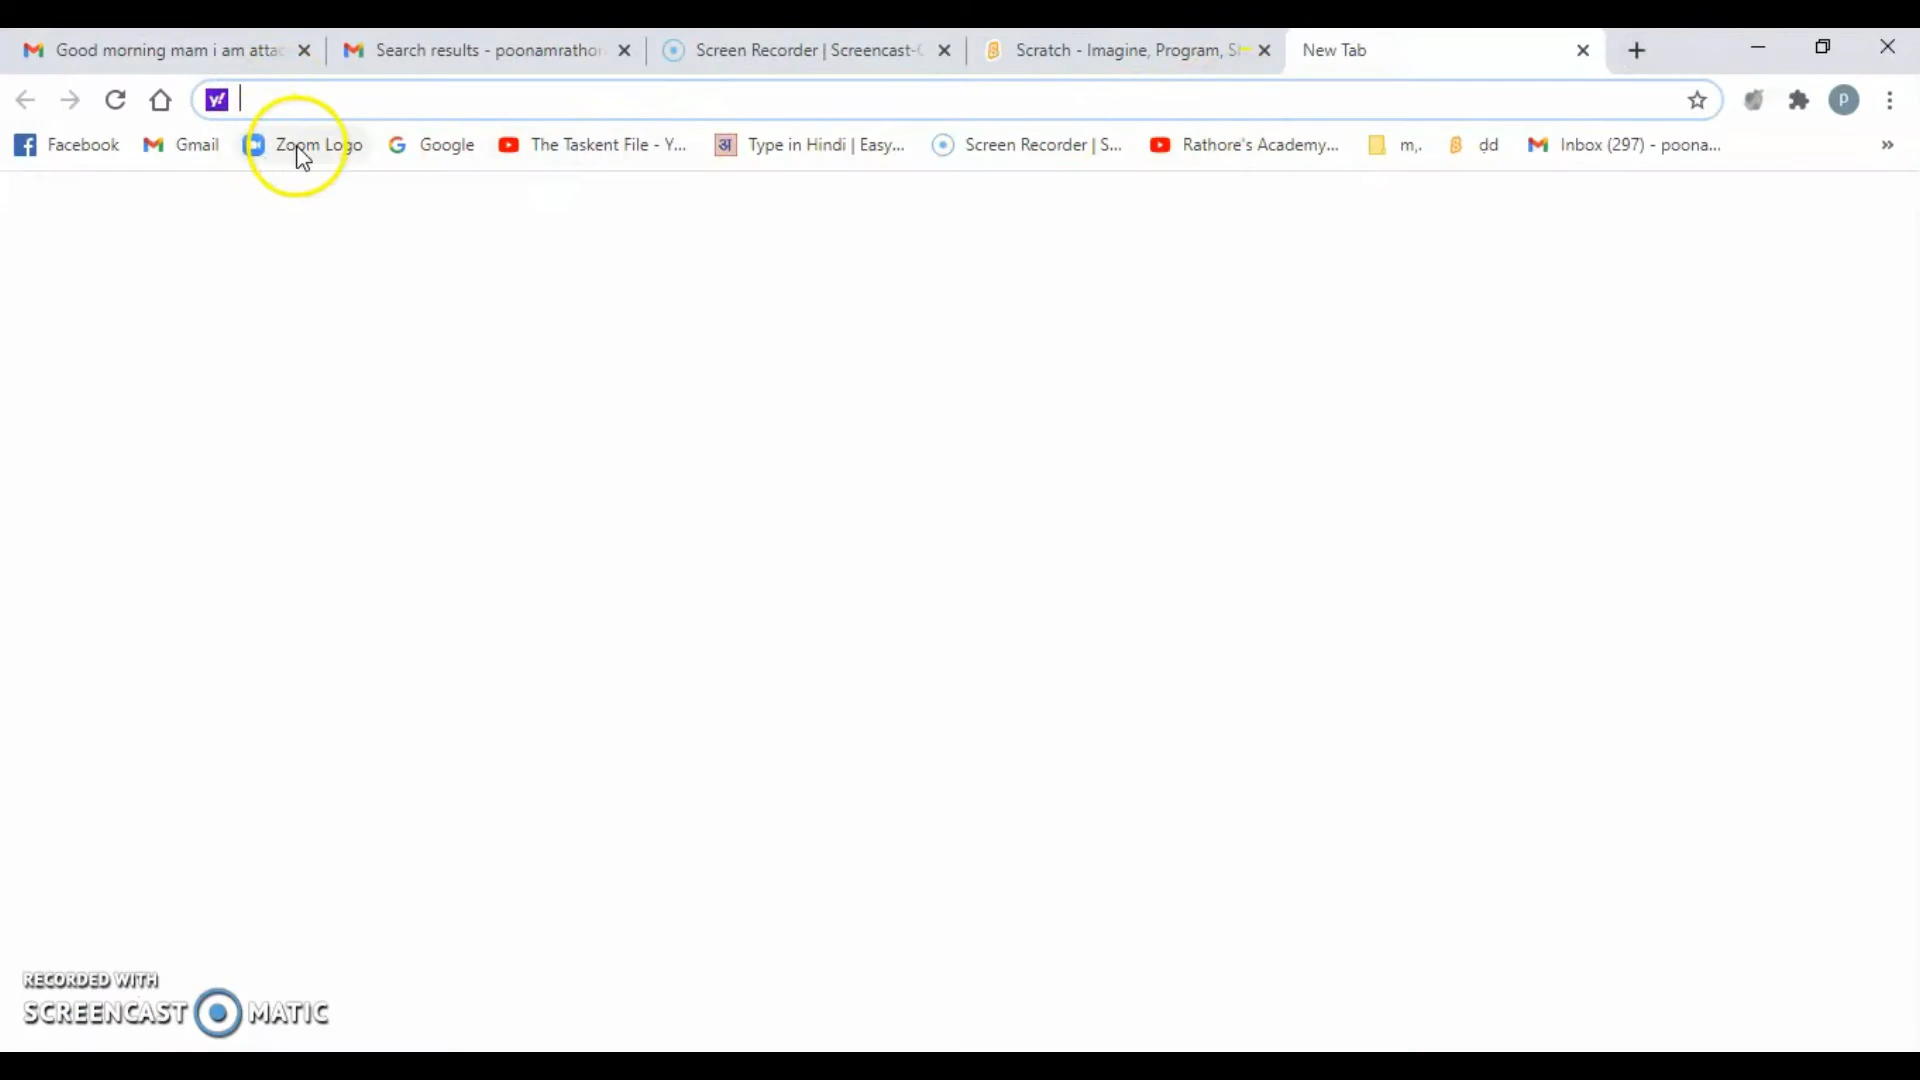 Good morning mam i am atta
Search results - poonamrathor
Screen Recorder | Screencast-
Scratch - Imagine, Program,
New Tab
y!
P
Facebook
Gmail
Zoom Logo
Google
The Taskent File - Y...
अ
Type in Hindi | Easy...
Screen Recorder | S...
Rathore's Academy...
m,.
ḍd
Inbox (297) - poona...
»
RECORDED WITH
SCREENCAST MATIC